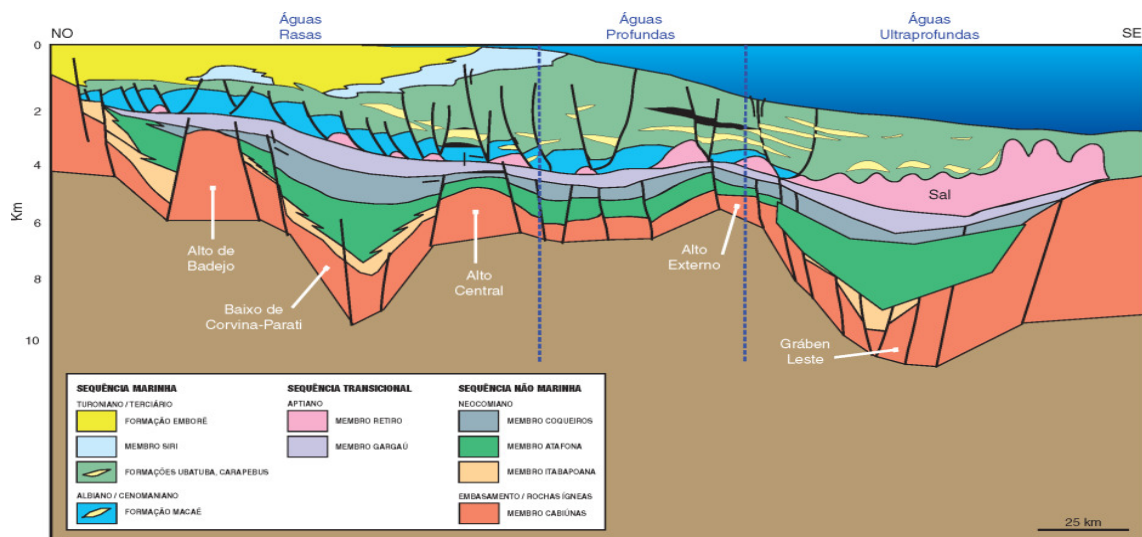 Águas
Rasas
Águas
Profundas
Águas
Ultraprofundas
NO
SE
0
2
4
6
8
10
Km
Sal
Alto de
Badejo
Baixo de
Corvina-Parati
Alto
Central
Alto
Externo
Gráben
Leste
SEQUÊNCIA MARINHA
TURONIANO / TERCIÁRIO
FORMAÇÃO EMBORÊ
MEMBRO SIRI
FORMAÇÕES UBATUBA, CARAPEBUS
ALBIANO / CENOMANIANO
FORMAÇÃO MACAÉ
SEQUÊNCIA TRANSICIONAL
APTIANO
MEMBRO RETIRO
MEMBRO GARGAÚ
SEQUÊNCIA NÃO MARINHA
NEOCOMIANO
MEMBRO COQUEIROS
MEMBRO ATAFONA
MEMBRO ITABAPOANA
EMBASAMENTO / ROCHAS ÍGNEAS
MEMBRO CABIÚNAS
25 km